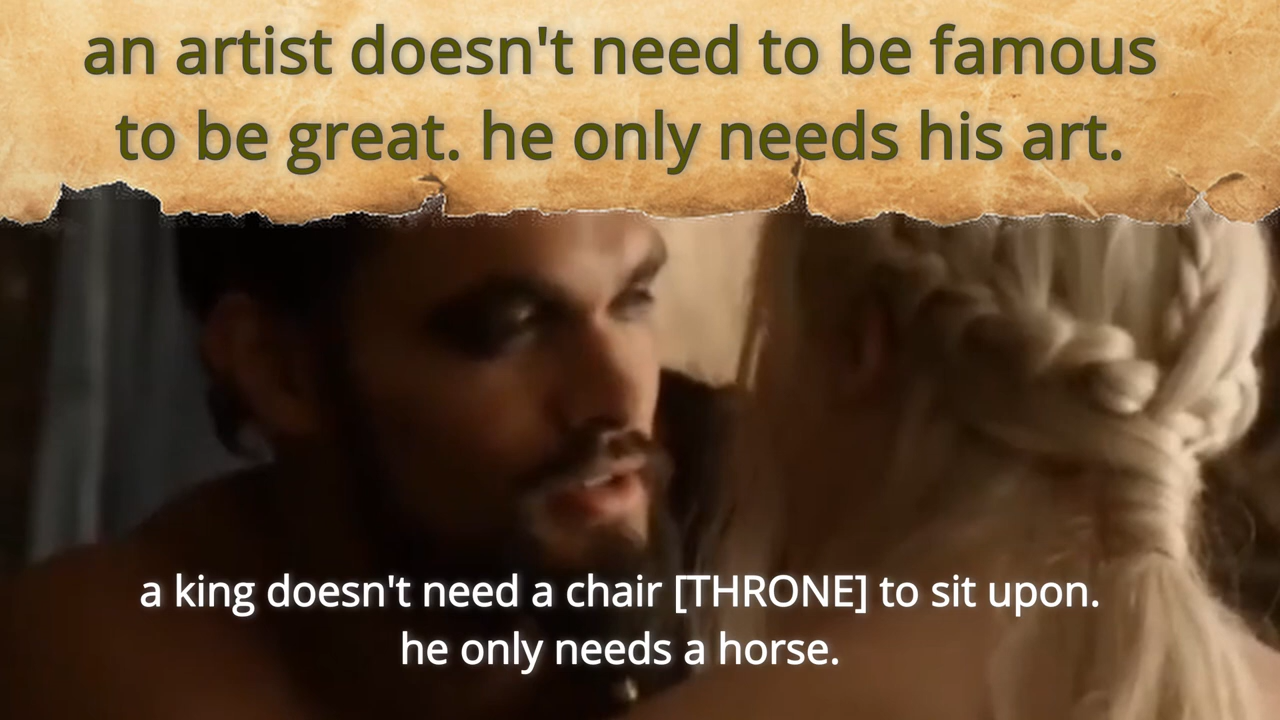 an artist doesn't need to be famous
to be great. he only needs his art.
a king doesn't need a chair [THRONE] to sit upon.
he only needs a horse.